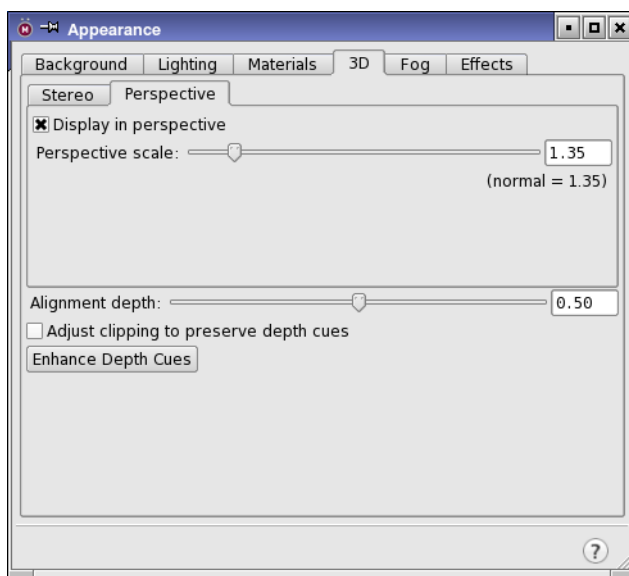 Appearance
Background Lighting Materials 3D Fog Effects
Stereo Perspective
Display in perspective
Perspective scale: 1.35
(normal = 1.35)
Alignment depth: 0.50
Adjust clipping to preserve depth cues
Enhance Depth Cues
?